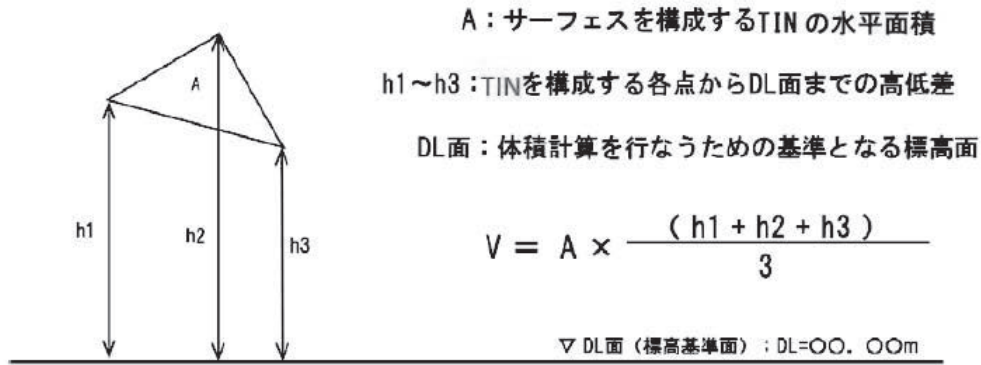 A：サーフェスを構成するTINの水平面積
A
h1～h3：TINを構成する各点からDL面までの高低差
DL面：体積計算を行なうための基準となる標高面
h1
h2
h3
V = A × (h1 + h2 + h3)
3
▽ DL面（標高基準面）；DL=〇〇. 〇〇m